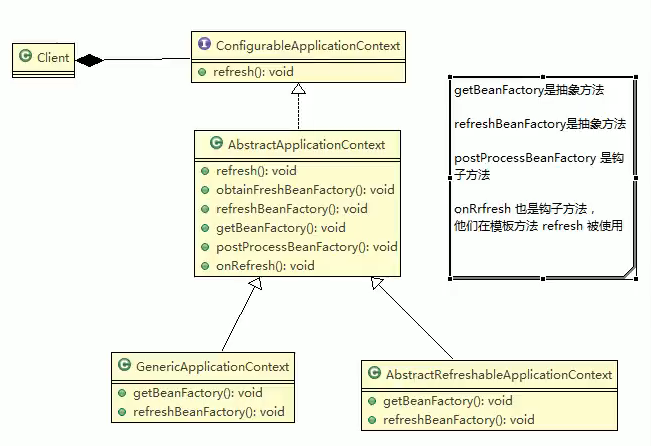 Client
ConfigurableApplicationContext
refresh(): void
AbstractApplicationContext
refresh(): void
obtainFreshBeanFactory(): void
refreshBeanFactory(): void
getBeanFactory(): void
postProcessBeanFactory(): void
onRefresh(): void
getBeanFactory是抽象方法
refreshBeanFactory是抽象方法
postProcessBeanFactory 是钩
子方法
onRrfresh 也是钩子方法，
他们在模板方法 refresh 被使用
GenericApplicationContext
getBeanFactory(): void
refreshBeanFactory(): void
AbstractRefreshableApplicationContext
getBeanFactory(): void
refreshBeanFactory(): void